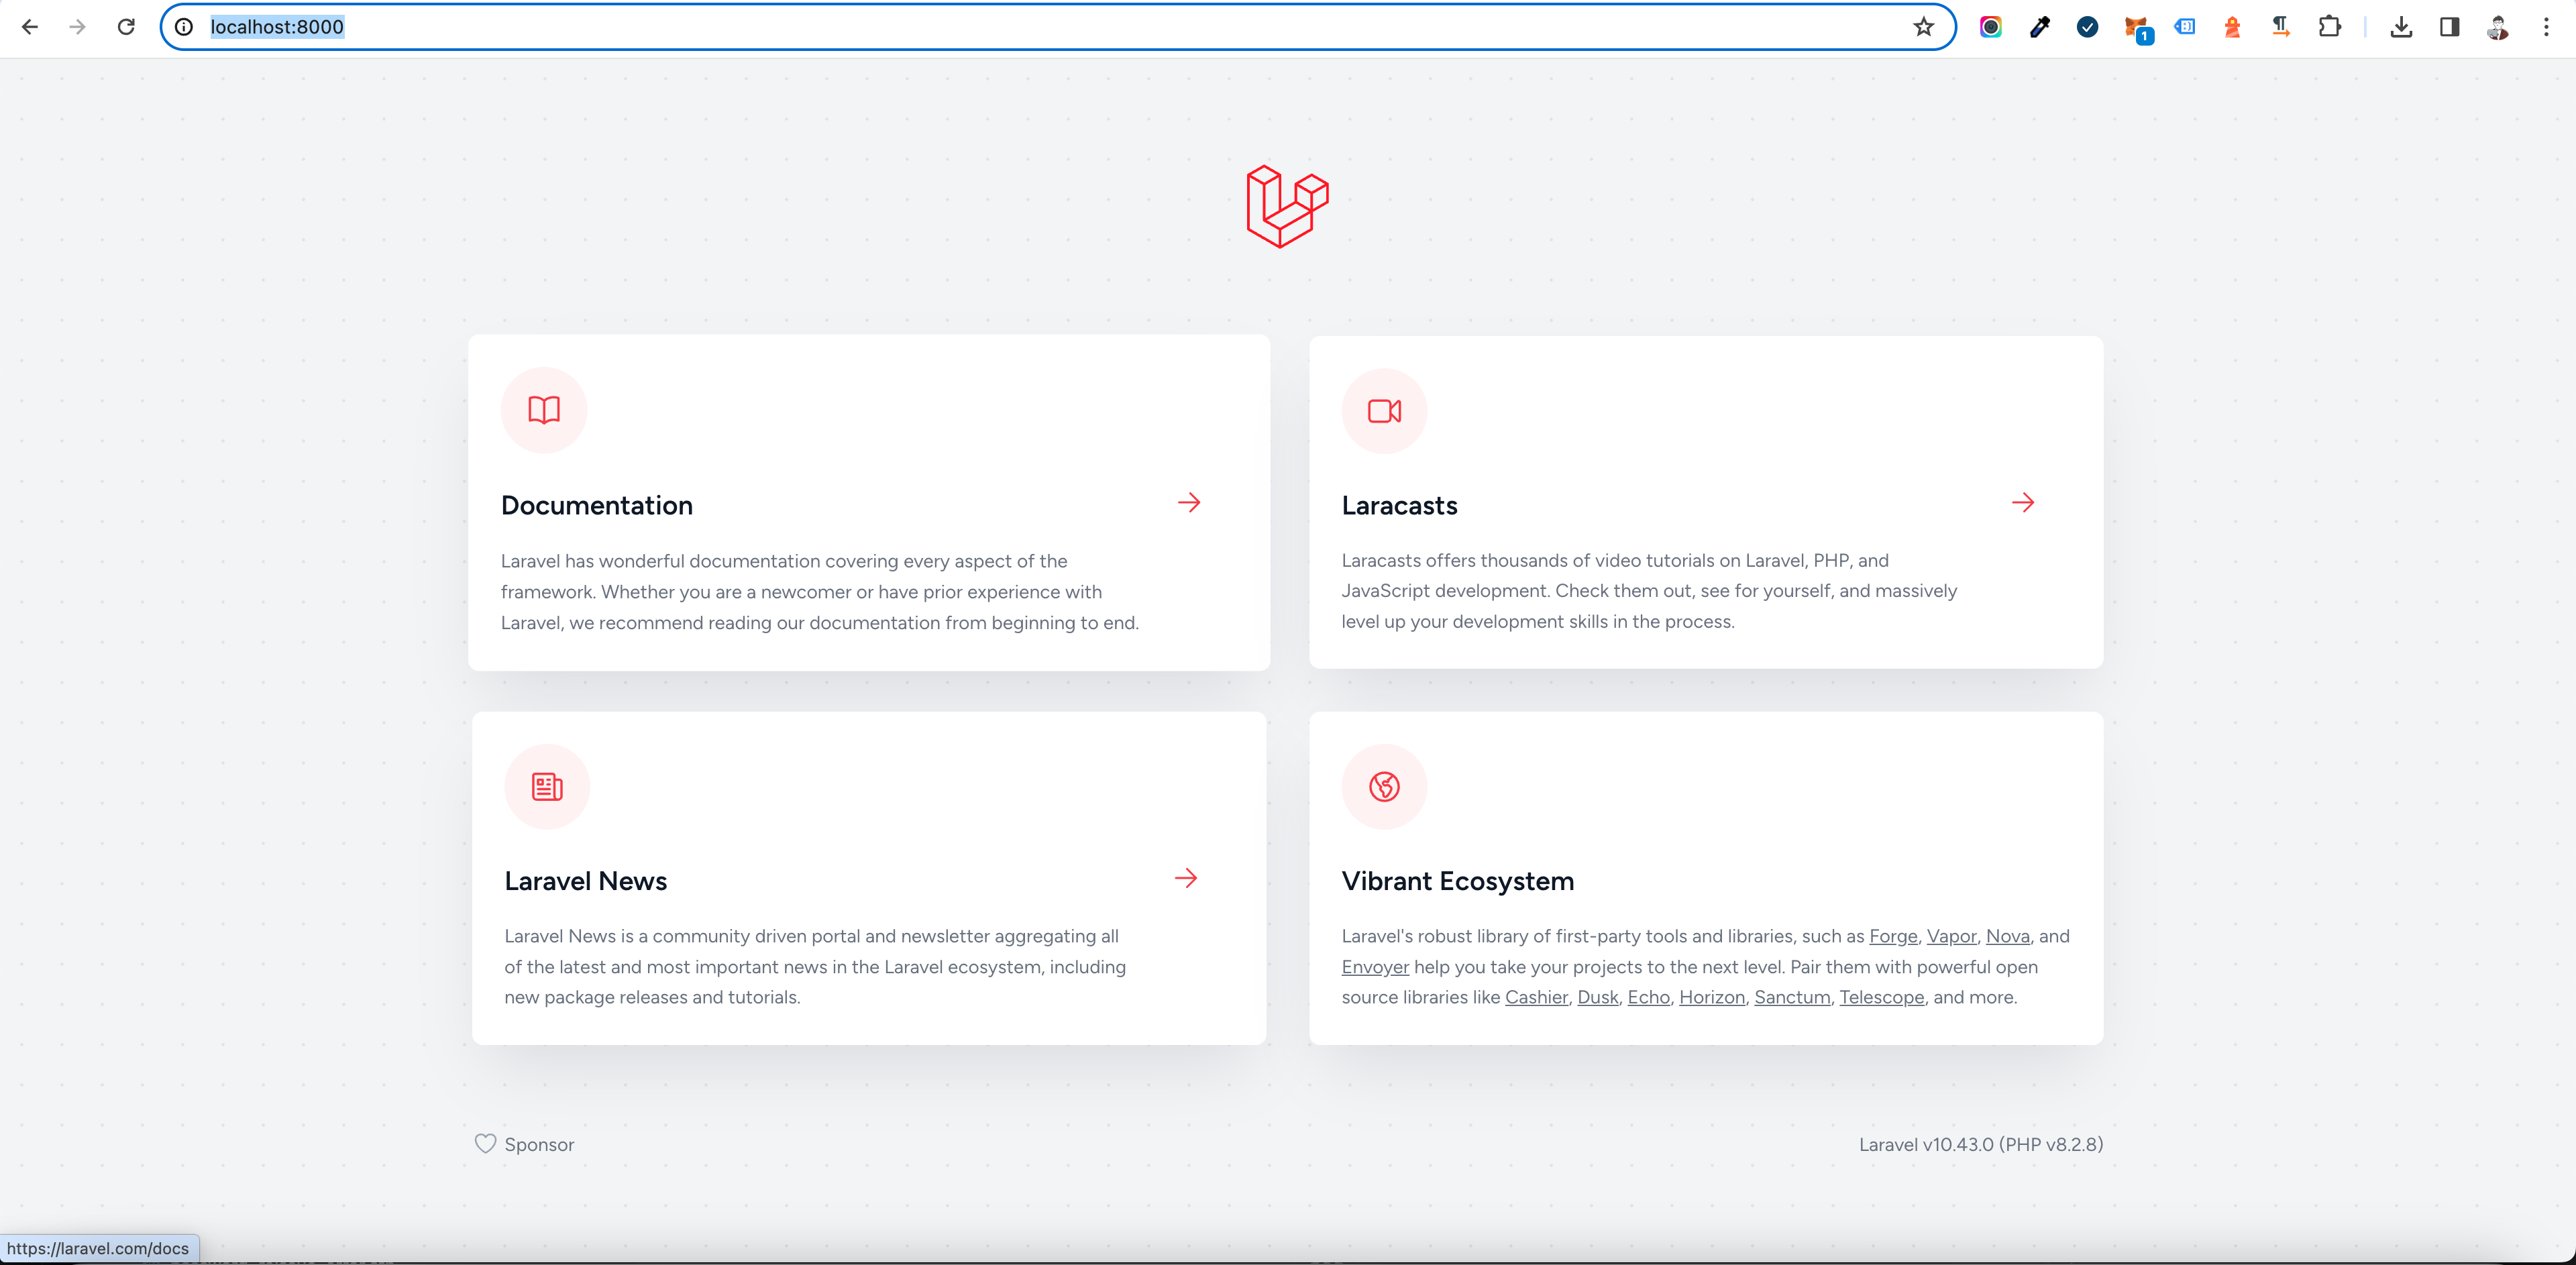 localhost:8000
1
Documentation
Laravel has wonderful documentation covering every aspect of the
framework. Whether you are a newcomer or have prior experience with
Laravel, we recommend reading our documentation from beginning to end.
Laracasts
Laracasts offers thousands of video tutorials on Laravel, PHP, and
JavaScript development. Check them out, see for yourself, and massively
level up your development skills in the process.
Laravel News
Laravel News is a community driven portal and newsletter aggregating all
of the latest and most important news in the Laravel ecosystem, including
new package releases and tutorials.
Vibrant Ecosystem
Laravel's robust library of first-party tools and libraries, such as Forge, Vapor, Nova, and
Envoyer help you take your projects to the next level. Pair them with powerful open
source libraries like Cashier, Dusk, Echo, Horizon, Sanctum, Telescope, and more.
Sponsor
Laravel v10.43.0 (PHP v8.2.8)
https://laravel.com/docs